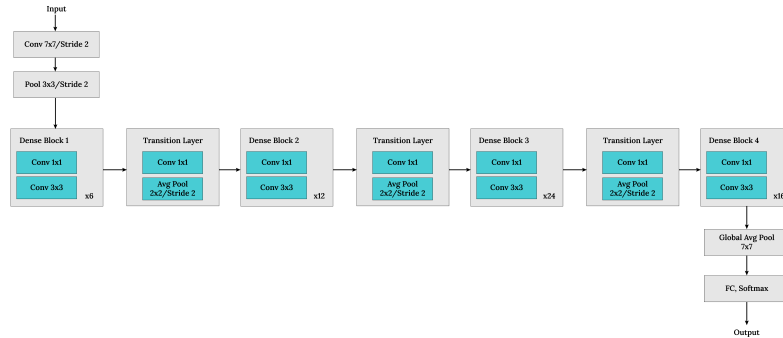 Input
Conv 7x7/Stride 2
Pool 3x3/Stride 2
Dense Block 1
Conv 1x1
Conv 3x3
x6
Transition Layer
Conv 1x1
Avg Pool
2x2/Stride 2
Dense Block 2
Conv 1x1
Conv 3x3
x12
Transition Layer
Conv 1x1
Avg Pool
2x2/Stride 2
Dense Block 3
Conv 1x1
Conv 3x3
x24
Transition Layer
Conv 1x1
Avg Pool
2x2/Stride 2
Dense Block 4
Conv 1x1
Conv 3x3
x16
Global Avg Pool
7x7
FC, Softmax
Output